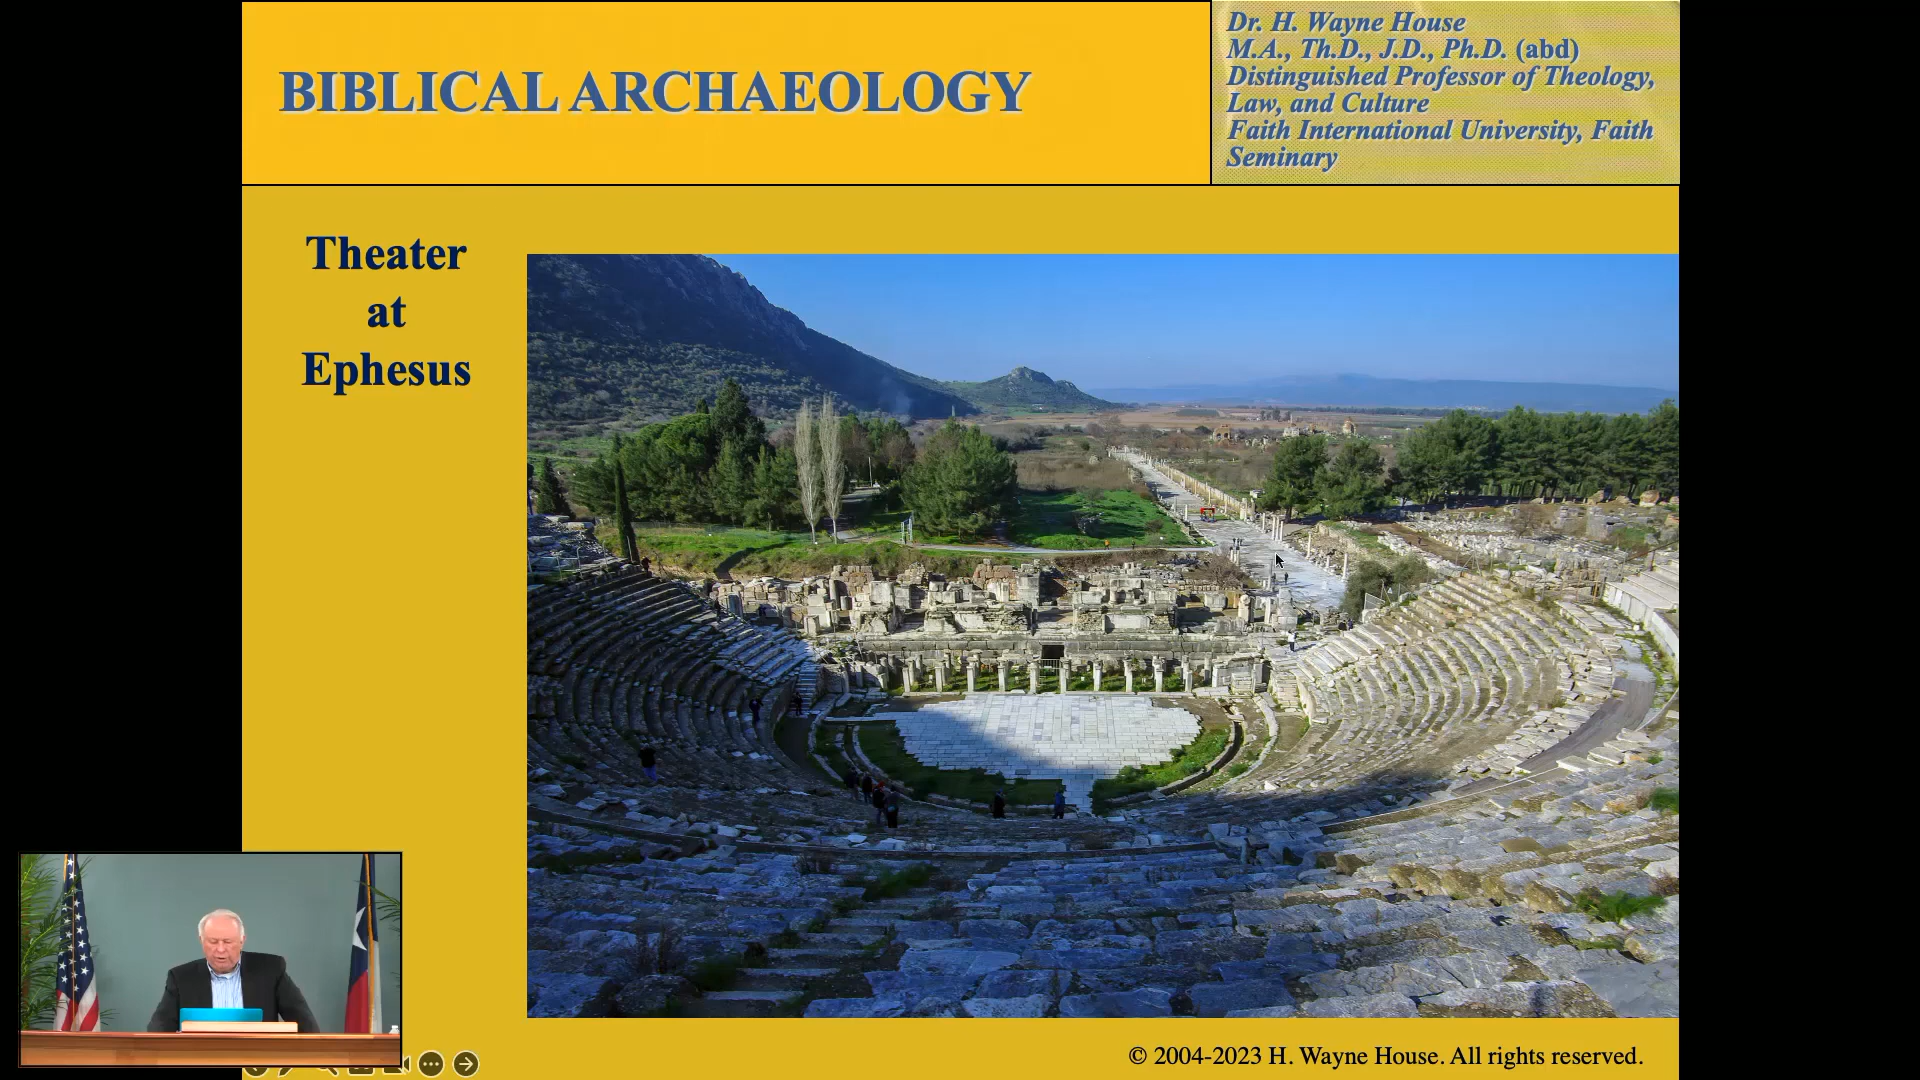 BIBLICAL ARCHAEOLOGY
Dr. H. Wayne House
M.A., Th.D., J.D., Ph.D. (abd)
Distinguished Professor of Theology,
Law, and Culture
Faith International University, Faith
Seminary
Theater
at
Ephesus
© 2004-2023 H. Wayne House. All rights reserved.